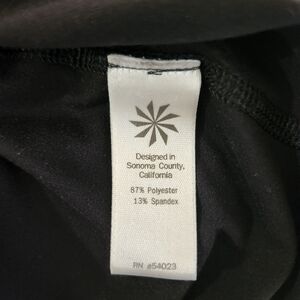 Designed in
Sonoma County,
California
87% Polyester
13% Spandex
RN #54023